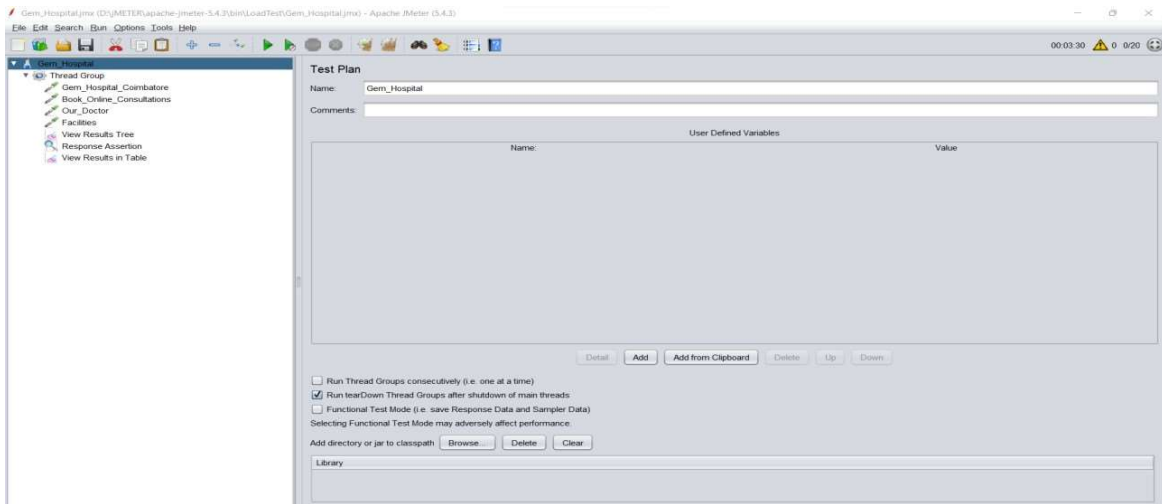 Gem_Hospital.jmx (D:\jMETER\apache-jmeter-5.4.3\bin\LoadTest\Gem_Hospital.jmx) - Apache JMeter (5.4.3)
File Edit Search Run Options Tools Help
00:03:30 0 0/20
Gem_Hospital
Thread Group
Gem_Hospital_Coimbatore
Book_Online_Consultations
Our_Doctor
Facilities
View Results Tree
Response Assertion
View Results in Table
Test Plan
Name: Gem_Hospital
Comments:
User Defined Variables
Name: Value
Detail Add Add from Clipboard Delete Up Down
Run Thread Groups consecutively (i.e. one at a time)
Run tearDown Thread Groups after shutdown of main threads
Functional Test Mode (i.e. save Response Data and Sampler Data)
Selecting Functional Test Mode may adversely affect performance.
Add directory or jar to classpath Browse... Delete Clear
Library